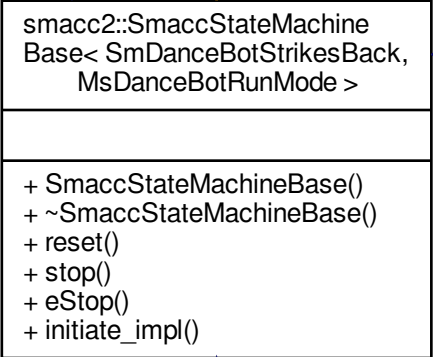 smacc2::SmaccStateMachine
Base< SmDanceBotStrikesBack,
MsDanceBotRunMode >
+ SmaccStateMachineBase()
+ ~SmaccStateMachineBase()
+ reset()
+ stop()
+ eStop()
+ initiate_impl()